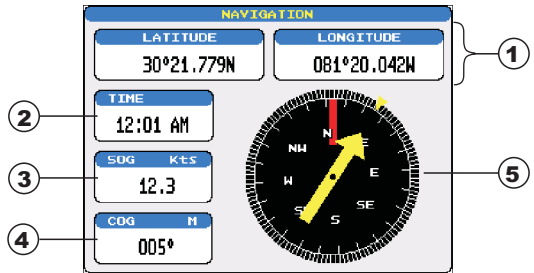 NAVIGATION
LATITUDE LONGITUDE
30°21.779N 081°20.042W
1
TIME
2
12:01 AM
SOG Kts
3
12.3
COG M
4
005°
N
NW
E
W
SE
S
5